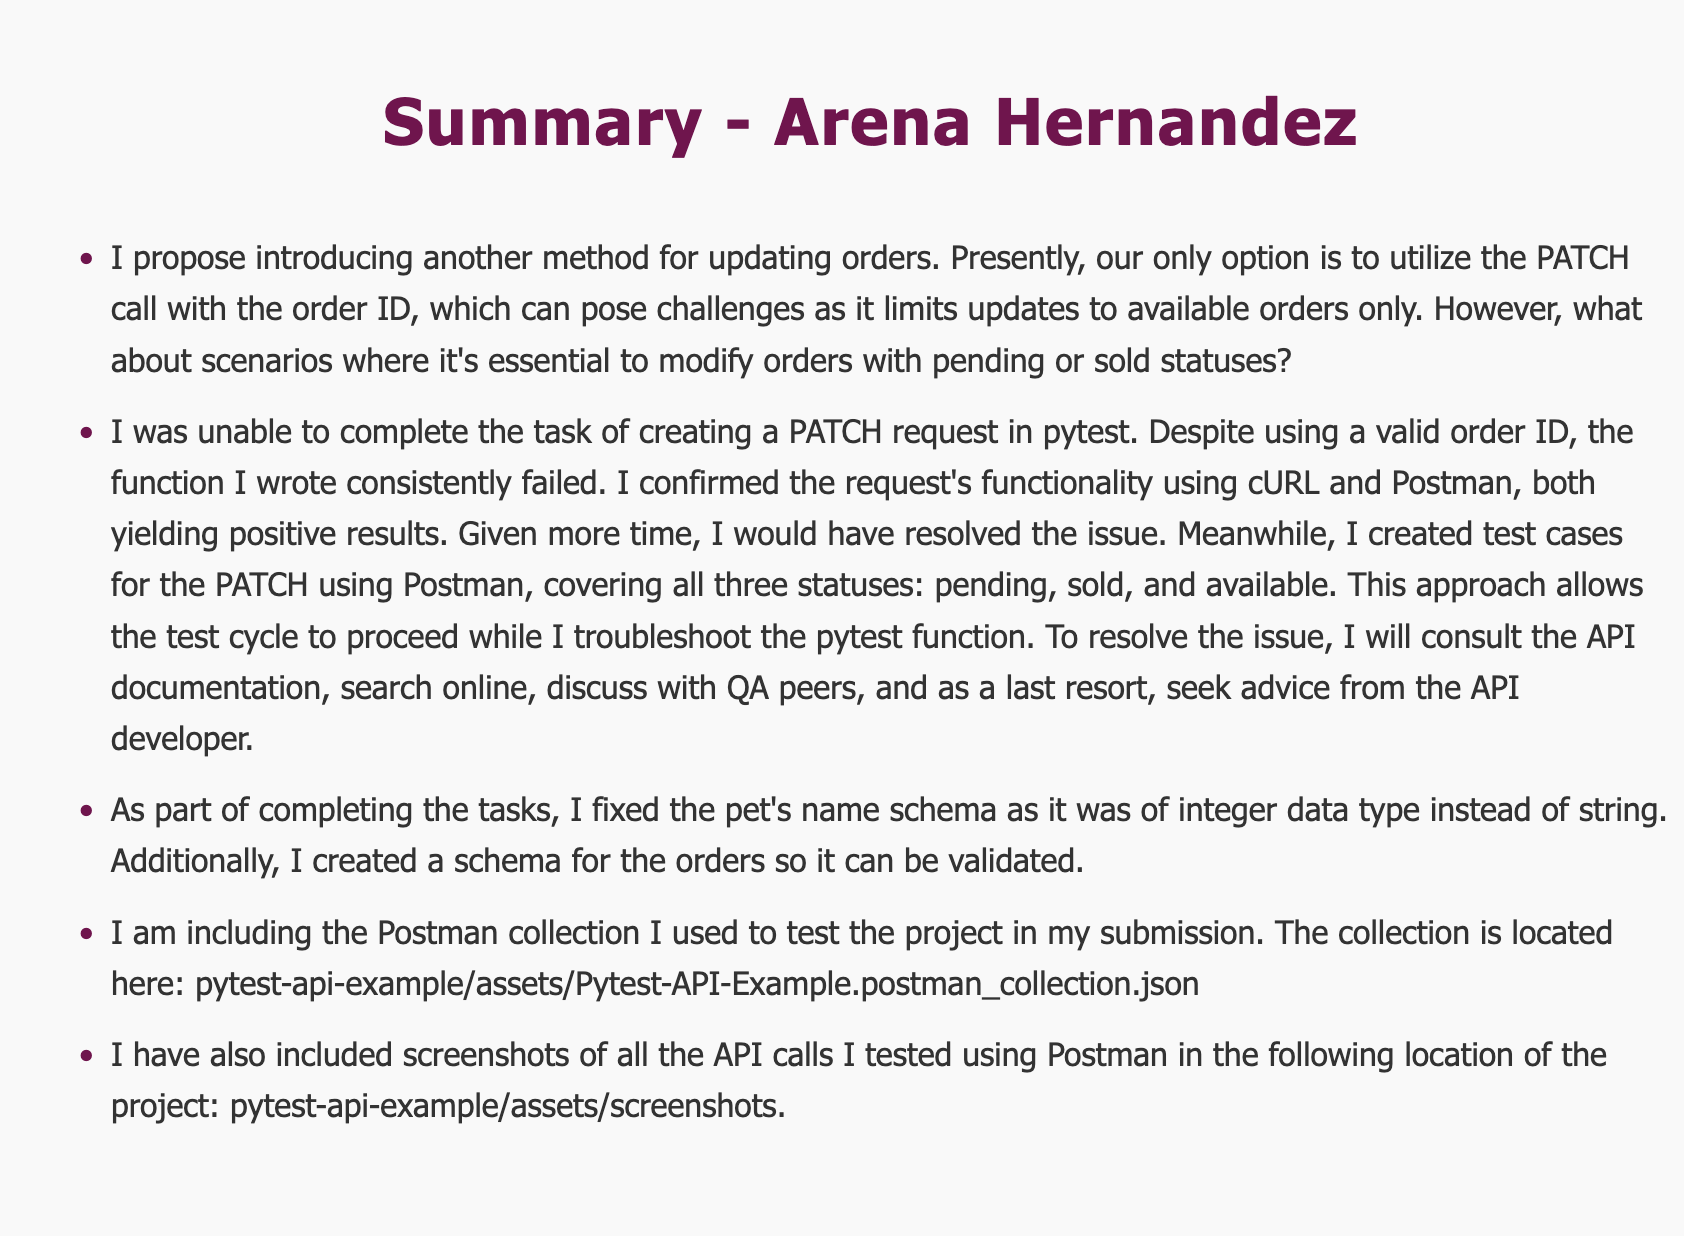 Summary - Arena Hernandez
• I propose introducing another method for updating orders. Presently, our only option is to utilize the PATCH
call with the order ID, which can pose challenges as it limits updates to available orders only. However, what
about scenarios where it's essential to modify orders with pending or sold statuses?
• I was unable to complete the task of creating a PATCH request in pytest. Despite using a valid order ID, the
function I wrote consistently failed. I confirmed the request's functionality using cURL and Postman, both
yielding positive results. Given more time, I would have resolved the issue. Meanwhile, I created test cases
for the PATCH using Postman, covering all three statuses: pending, sold, and available. This approach allows
the test cycle to proceed while I troubleshoot the pytest function. To resolve the issue, I will consult the API
documentation, search online, discuss with QA peers, and as a last resort, seek advice from the API
developer.
• As part of completing the tasks, I fixed the pet's name schema as it was of integer data type instead of string.
Additionally, I created a schema for the orders so it can be validated.
• I am including the Postman collection I used to test the project in my submission. The collection is located
here: pytest-api-example/assets/Pytest-API-Example.postman_collection.json
• I have also included screenshots of all the API calls I tested using Postman in the following location of the
project: pytest-api-example/assets/screenshots.